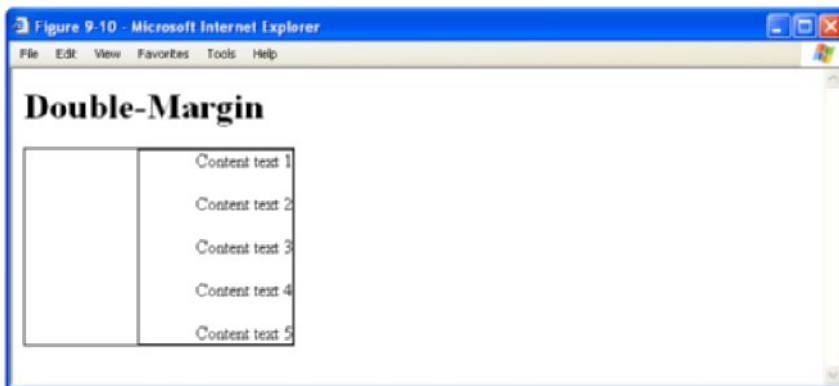 Figure 9-10 - Microsoft Internet Explorer
File Edit View Favorites Tools Help
Double-Margin
Content text 1
Content text 2
Content text 3
Content text 4
Content text 5